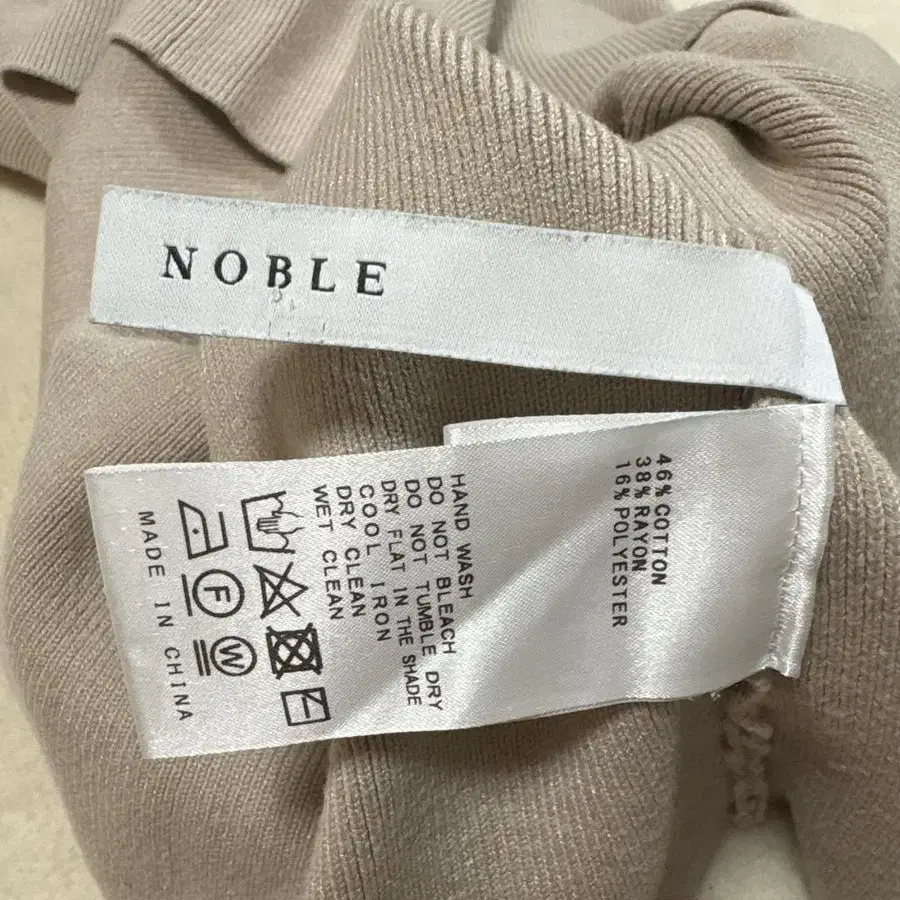 NOBLE
46% COTTON
38% RAYON
16% POLYESTER
HAND WASH
DO NOT BLEACH
DO NOT TUMBLE DRY
DRY FLAT IN THE SHADE
COOL IRON
DRY CLEAN
WET CLEAN
F
W
MADE IN CHINA